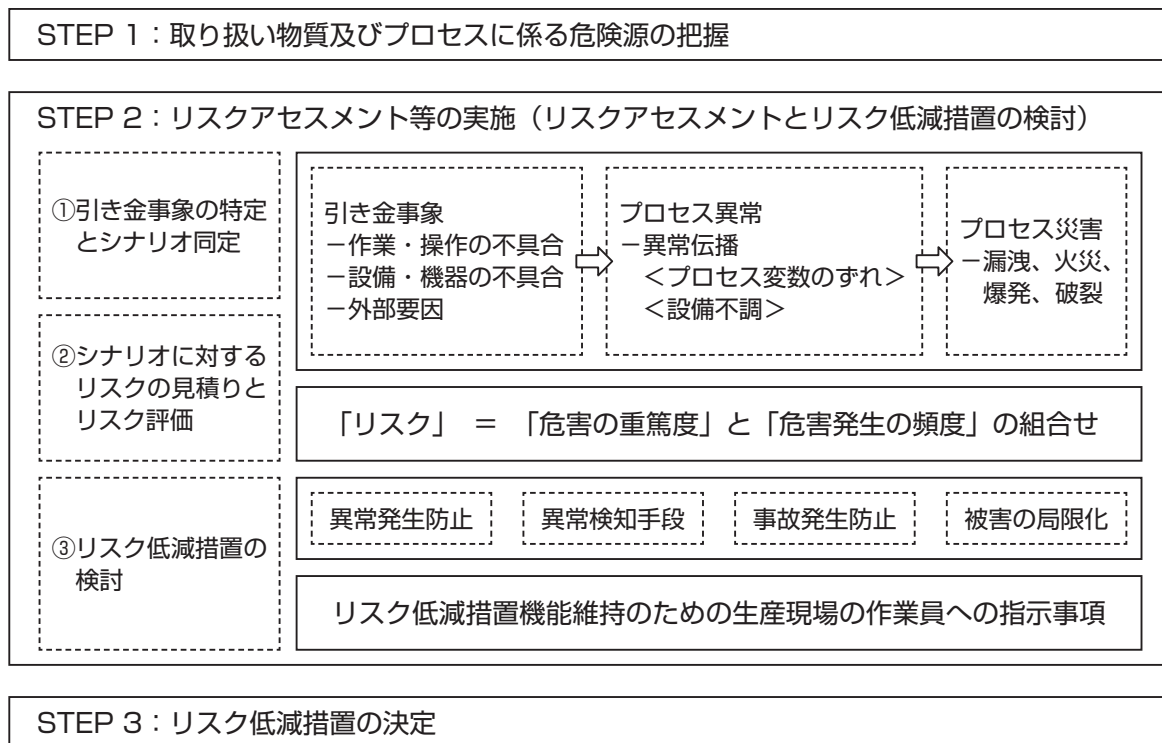 STEP 1：取り扱い物質及びプロセスに係る危険源の把握
STEP 2：リスクアセスメント等の実施（リスクアセスメントとリスク低減措置の検討）
①引き金事象の特定
とシナリオ同定
引き金事象
－作業・操作の不具合
－設備・機器の不具合
－外部要因
プロセス異常
－異常伝播
＜プロセス変数のずれ＞
＜設備不調＞
プロセス災害
－漏洩、火災、
爆発、破裂
②シナリオに対する
リスクの見積りと
リスク評価
「リスク」 ＝ 「危害の重篤度」と「危害発生の頻度」の組合せ
③リスク低減措置の
検討
異常発生防止
異常検知手段
事故発生防止
被害の局限化
リスク低減措置機能維持のための生産現場の作業員への指示事項
STEP 3：リスク低減措置の決定